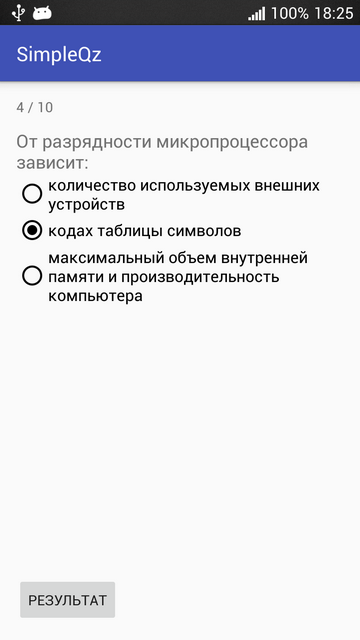 100% 18:25
SimpleQz
4 / 10
От разрядности микропроцессора
зависит:
количество используемых внешних
устройств
кодах таблицы символов
максимальный объем внутренней
памяти и производительность
компьютера
РЕЗУЛЬТАТ